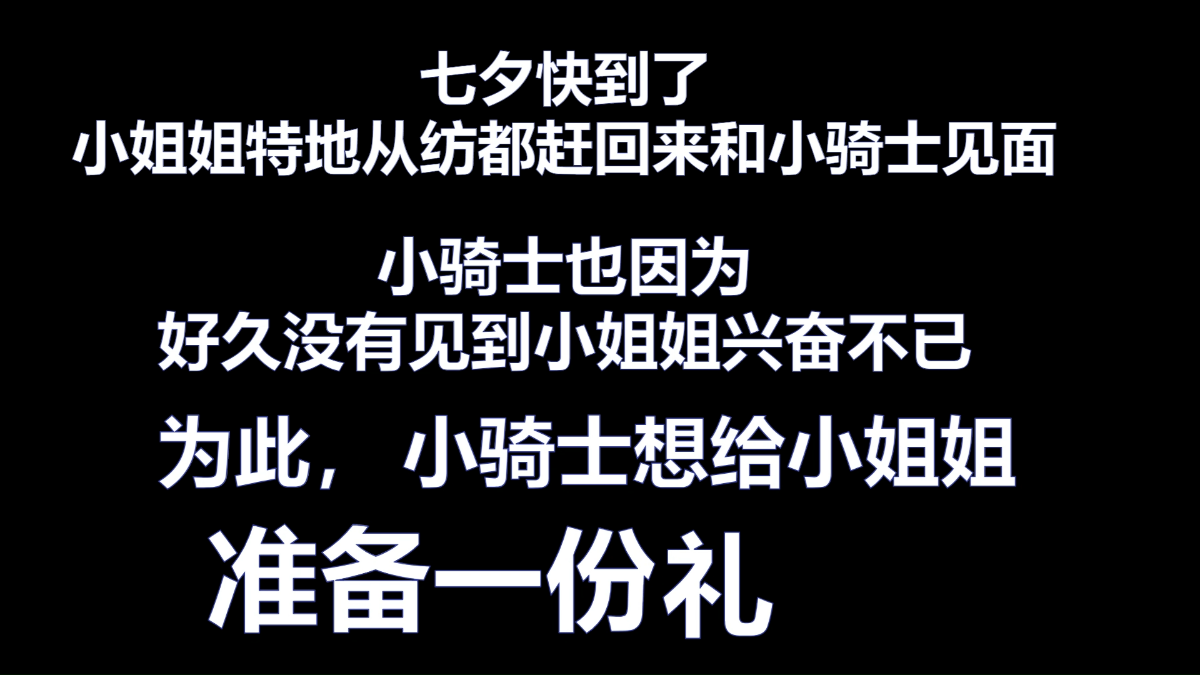 七夕快到了
小姐姐特地从纺都赶回来和小骑士见面
小骑士也因为
好久没有见到小姐姐兴奋不已
为此， 小骑士想给小姐姐
准备一份礼